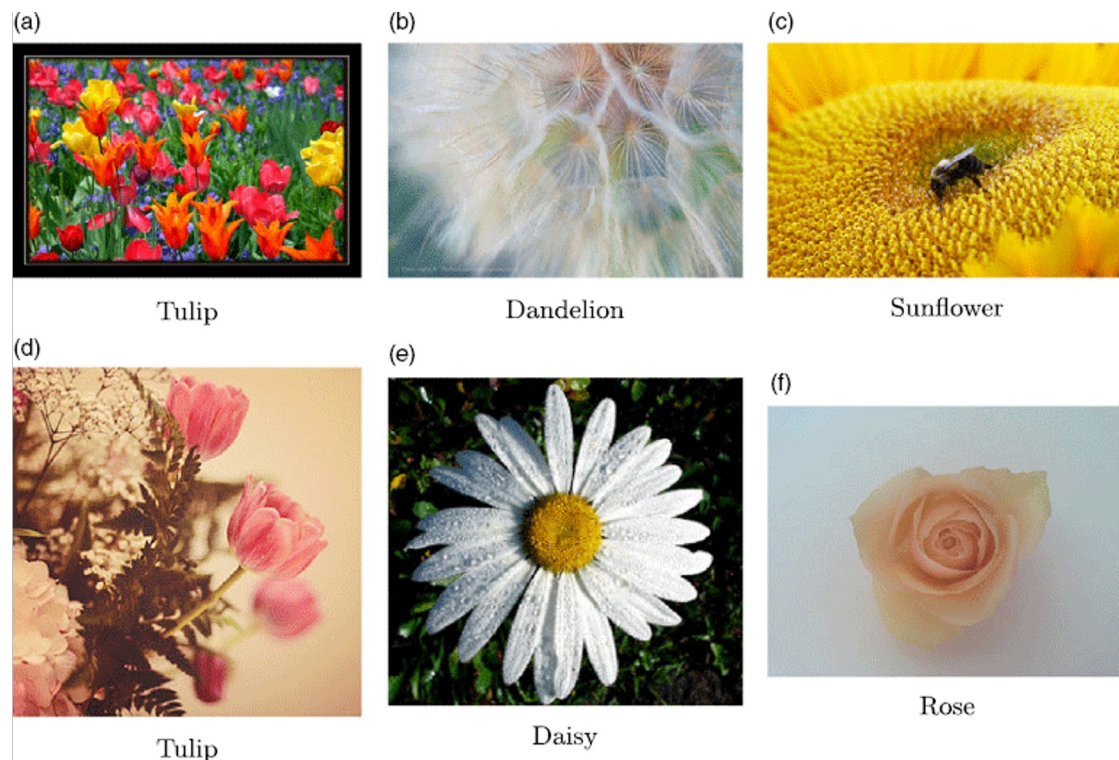 (a)
(b)
(c)
Tulip
Dandelion
Sunflower
(d)
(e)
(f)
Tulip
Daisy
Rose